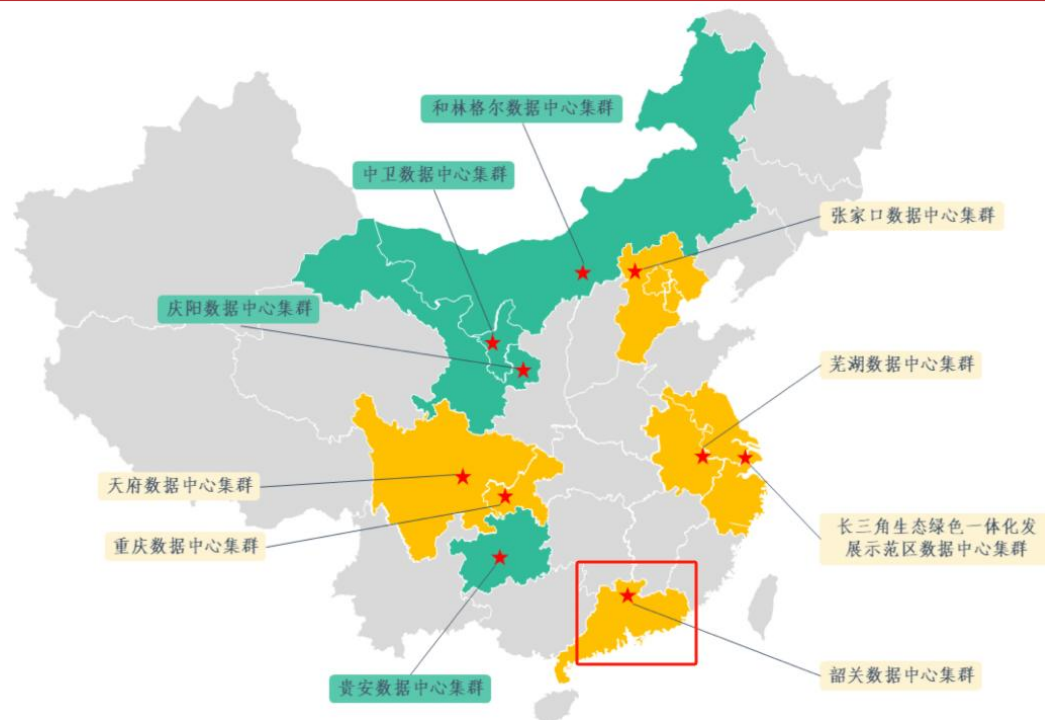 和林格尔数据中心集群
中卫数据中心集群
张家口数据中心集群
庆阳数据中心集群
芜湖数据中心集群
天府数据中心集群
长三角生态绿色一体化发
展示范区数据中心集群
重庆数据中心集群
韶关数据中心集群
贵安数据中心集群